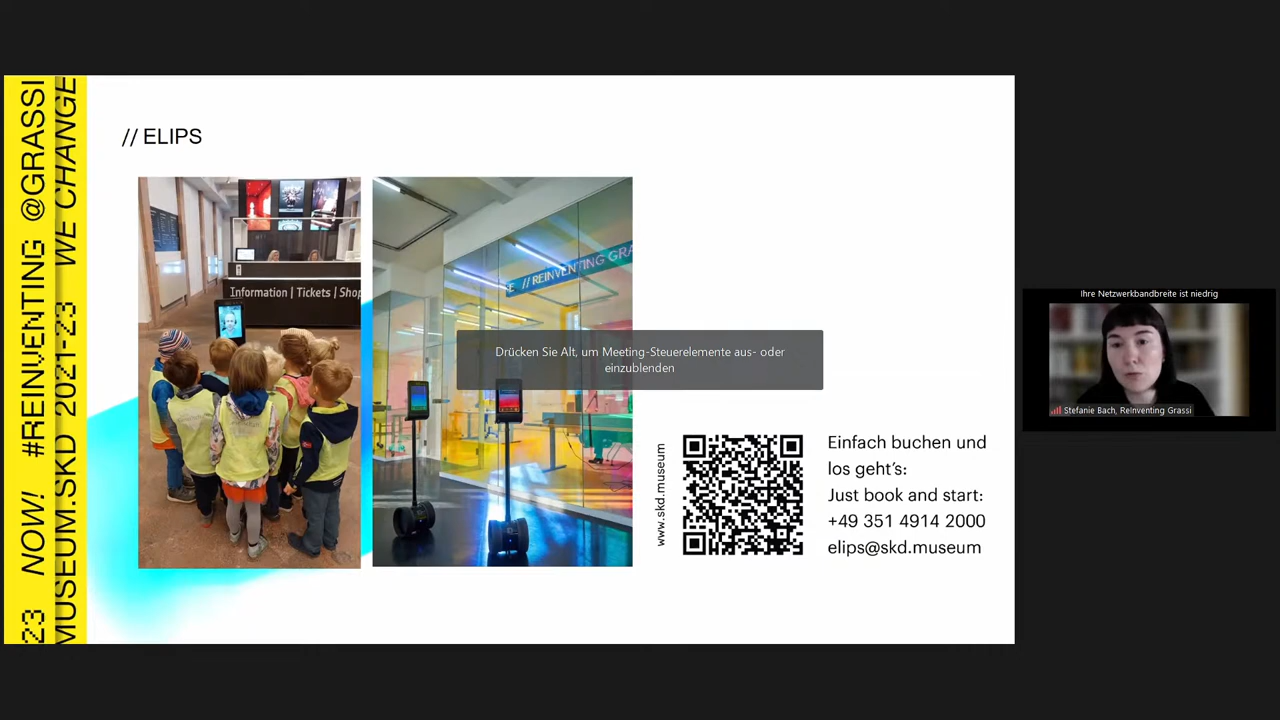 23 NOW! #REINVENTING @GRASSI
MUSEUM.SKD 2021-23 WE CHANGE
// ELIPS
Information | Tickets | Shop
// REINVENTING GRA
Drücken Sie Alt, um Meeting-Steuerelemente aus- oder
einzublenden
www.skd.museum
Einfach buchen und
los geht's:
Just book and start:
+49 351 4914 2000
elips@skd.museum
Ihre Netzwerkbandbreite ist niedrig
Stefanie Bach, ReInventing Grassi